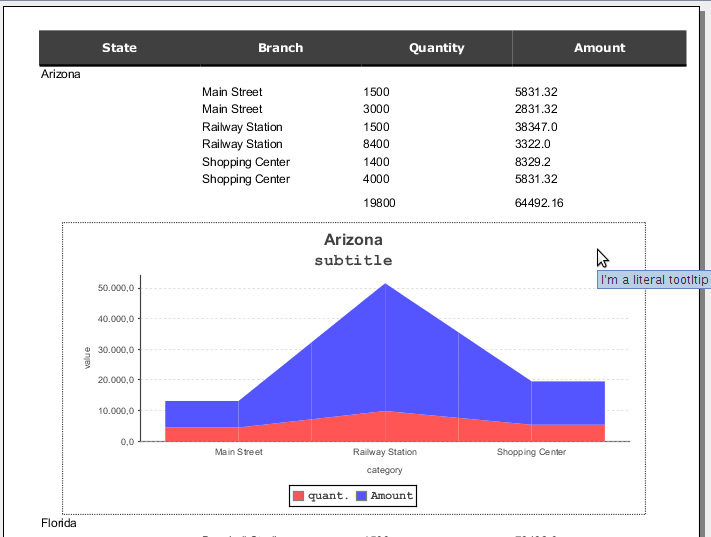 State Branch Quantity Amount
Arizona
Main Street 1500 5831.32
Main Street 3000 2831.32
Railway Station 1500 38347.0
Railway Station 8400 3322.0
Shopping Center 1400 8329.2
Shopping Center 4000 5831.32
19800 64492.16
Arizona
subtitle
I'm a literal tootltip
50.000,0
40.000,0
30.000,0
20.000,0
10.000,0
0,0
value
Main Street Railway Station Shopping Center
category
quant. Amount
Florida